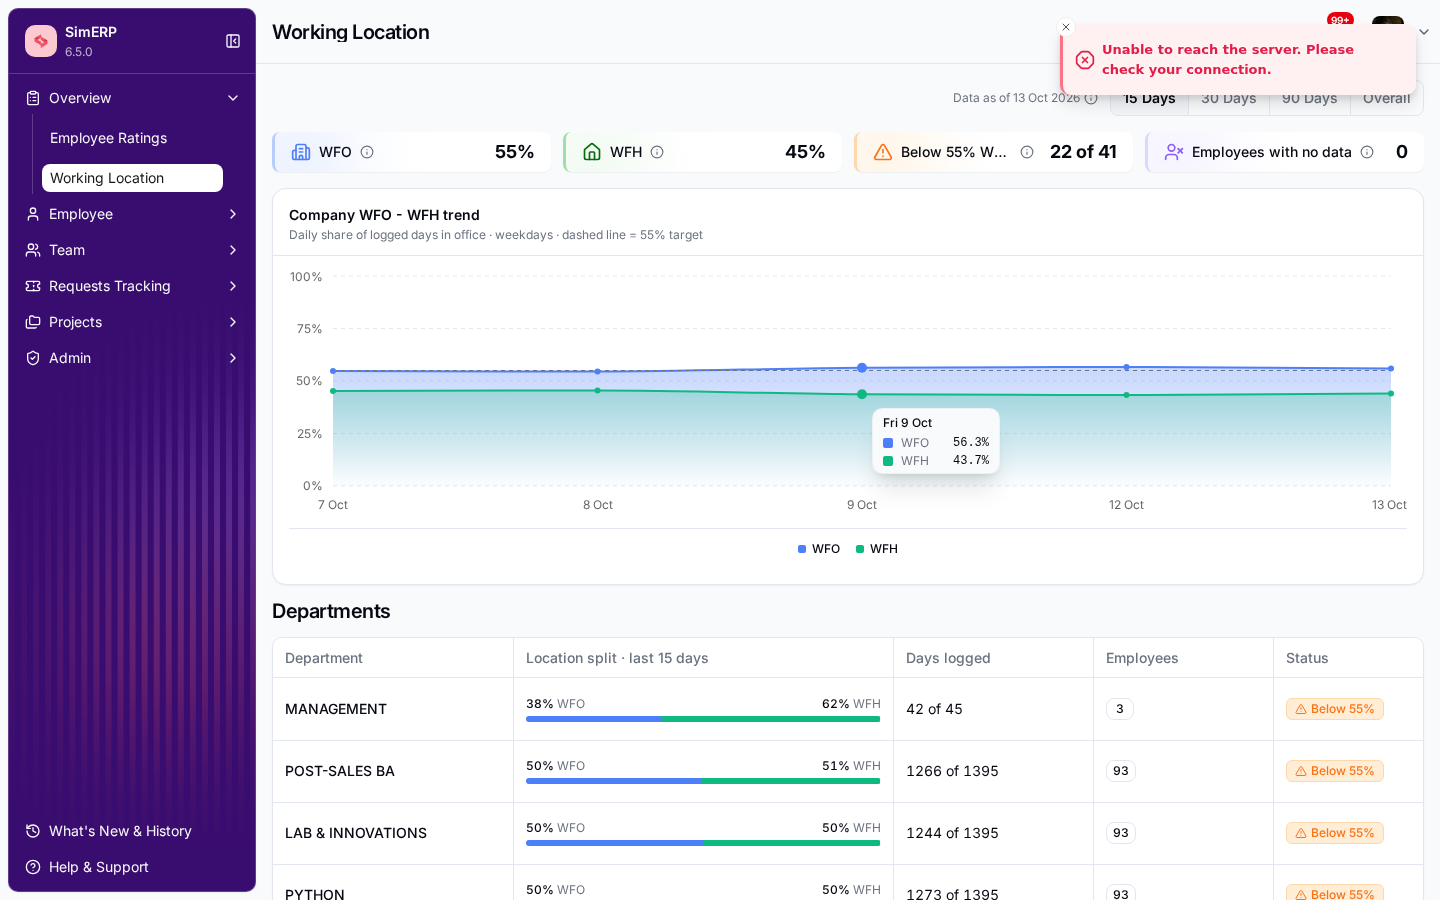 SimERP
6.5.0
Overview
Employee Ratings
Working Location
Employee
Team
Requests Tracking
Projects
Admin
What's New & History
Help & Support
Working Location
99+
Unable to reach the server. Please
check your connection.
Data as of 13 Oct 2026
15 Days
30 Days
90 Days
Overall
WFO
55%
WFH
45%
Below 55% W...
22 of 41
Employees with no data
0
Company WFO - WFH trend
Daily share of logged days in office · weekdays · dashed line = 55% target
100%
75%
50%
25%
0%
7 Oct
8 Oct
9 Oct
12 Oct
13 Oct
Fri 9 Oct
WFO 56.3%
WFH 43.7%
WFO
WFH
Departments
Department
Location split · last 15 days
Days logged
Employees
Status
MANAGEMENT
38% WFO
62% WFH
42 of 45
3
Below 55%
POST-SALES BA
50% WFO
51% WFH
1266 of 1395
93
Below 55%
LAB & INNOVATIONS
50% WFO
50% WFH
1244 of 1395
93
Below 55%
PYTHON
50% WFO
50% WFH
1273 of 1395
93
Below 55%